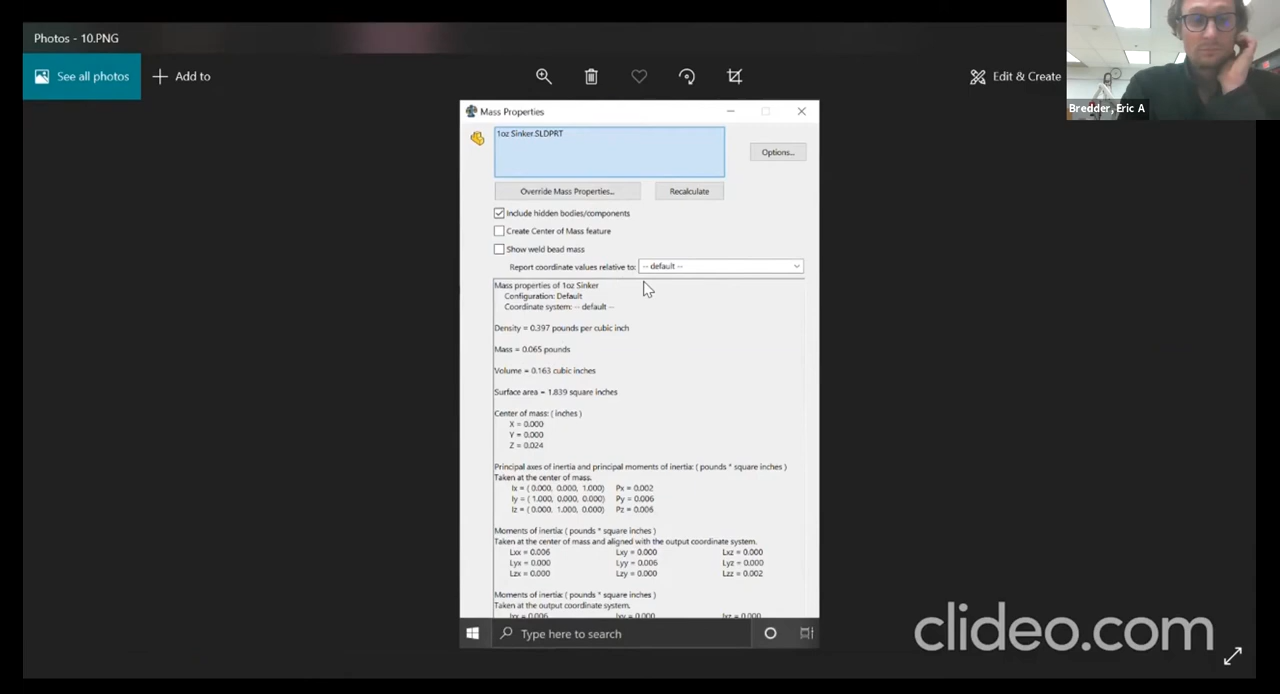 Photos - 10.PNG
See all photos
Add to
Edit & Create
Bredder, Eric A
Mass Properties
1oz Sinker.SLDPRT
Options...
Override Mass Properties...
Recalculate
Include hidden bodies/components
Create Center of Mass feature
Show weld bead mass
Report coordinate values relative to: -- default --
Mass properties of 1oz Sinker
Configuration: Default
Coordinate system: -- default --
Density = 0.397 pounds per cubic inch
Mass = 0.065 pounds
Volume = 0.163 cubic inches
Surface area = 1.839 square inches
Center of mass: ( inches )
X = 0.000
Y = 0.000
Z = 0.024
Principal axes of inertia and principal moments of inertia: ( pounds * square inches )
Taken at the center of mass.
Ix = ( 0.000, 0.000, 1.000) Px = 0.002
Iy = ( 1.000, 0.000, 0.000) Py = 0.006
Iz = ( 0.000, 1.000, 0.000) Pz = 0.006
Moments of inertia: ( pounds * square inches )
Taken at the center of mass and aligned with the output coordinate system.
Lxx = 0.006 Lxy = 0.000 Lxz = 0.000
Lyx = 0.000 Lyy = 0.006 Lyz = 0.000
Lzx = 0.000 Lzy = 0.000 Lzz = 0.002
Moments of inertia: ( pounds * square inches )
Taken at the output coordinate system.
Ixx = 0.006 Ixy = 0.000 Ixz = 0.000
Type here to search
clideo.com